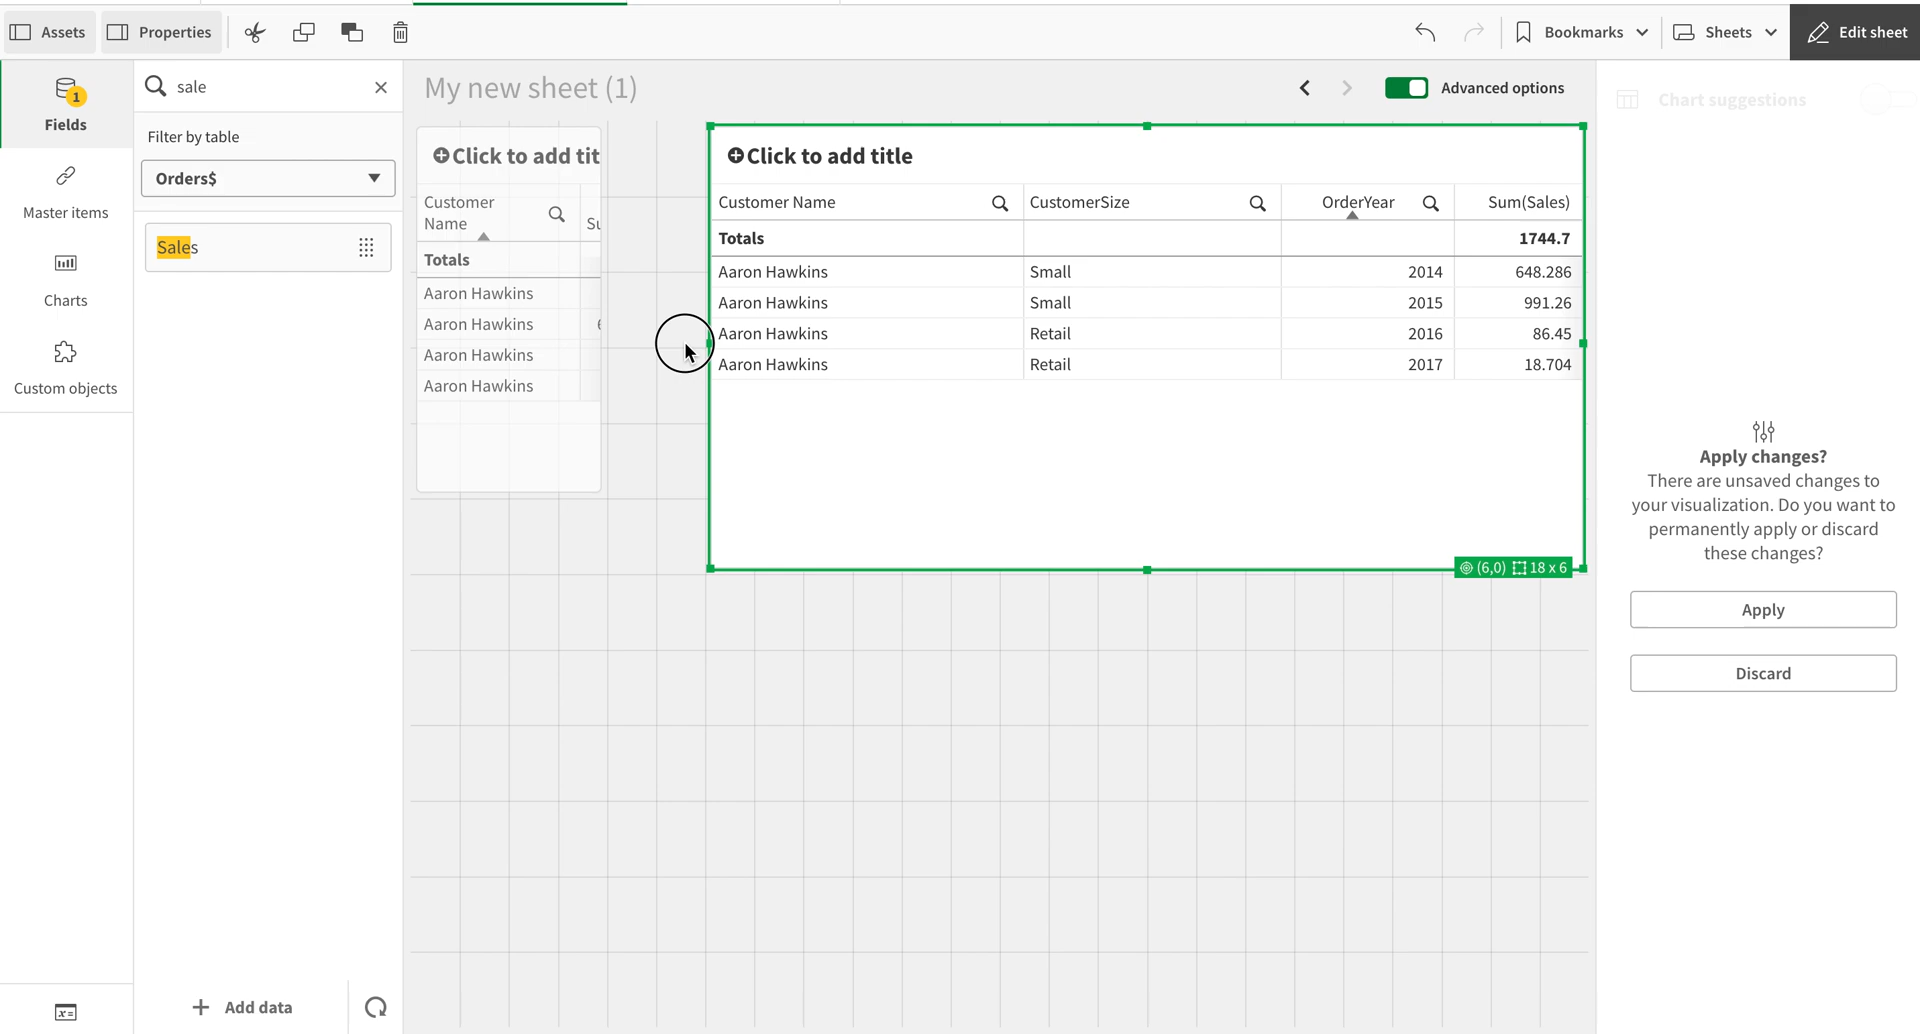 Assets
Properties
Bookmarks
Sheets
Edit sheet
1
Fields
Master items
Charts
Custom objects
sale
Filter by table
Orders$
Sales
Add data
My new sheet (1)
Advanced options
Click to add tit
Customer
Name
Su
Totals
Aaron Hawkins
Aaron Hawkins
Aaron Hawkins
Aaron Hawkins
Click to add title
Customer Name CustomerSize OrderYear Sum(Sales)
Totals 1744.7
Aaron Hawkins Small 2014 648.286
Aaron Hawkins Small 2015 991.26
Aaron Hawkins Retail 2016 86.45
Aaron Hawkins Retail 2017 18.704
(6,0) 18 x 6
Chart suggestions
Apply changes?
There are unsaved changes to
your visualization. Do you want to
permanently apply or discard
these changes?
Apply
Discard